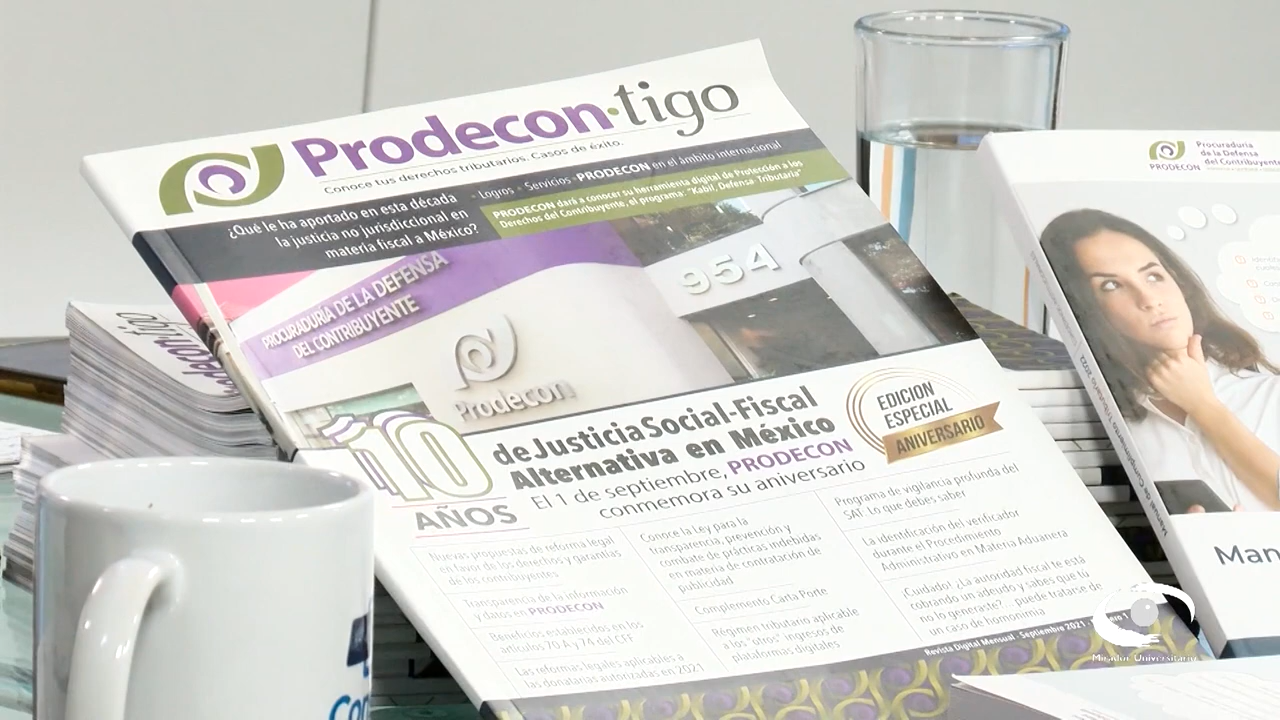 Prodecon·tigo
Conoce tus derechos tributarios. Casos de éxito.
¿Qué le ha aportado en esta década
la justicia no jurisdiccional en
materia fiscal a México?
· Logros · Servicios · PRODECON en el ámbito internacional
PRODECON dará a conocer su herramienta digital de Protección a los
Derechos del Contribuyente, el programa: "Kabil, Defensa Tributaria"
PROCURADURÍA DE LA DEFENSA
DEL CONTRIBUYENTE
954
Prodecon
10
AÑOS
de Justicia Social-Fiscal
Alternativa en México
El 1 de septiembre, PRODECON
conmemora su aniversario
EDICION
ESPECIAL
ANIVERSARIO
Nuevas propuestas de reforma legal
en favor de los derechos y garantías
de los contribuyentes
Transparencia de la información
y datos en PRODECON
Beneficios establecidos en los
artículos 70 A, y 74 del CFF
Las reformas legales aplicables a
las donatarias autorizadas en 2021
Conoce la Ley para la
transparencia, prevención y
combate de prácticas indebidas
en materia de contratación de
publicidad
Complemento Carta Porte
Régimen tributario aplicable
a los "otos" ingresos de
plataformas digitales
Programa de vigilancia profunda del
SAT. Lo que debes saber
La identificación del verificador
durante el Procedimiento
Administrativo en Materia Aduanera
¡Cuidado! ¿La autoridad fiscal te está
cobrando un adeudo y sabes que tú
no lo generaste?... puede tratarse de
un caso de homonimia
Revista Digital Mensual · Septiembre 2021 ·
PRODECON
Procuraduría
de la Defensa
del Contribuyente
Man
Mirador Universitario